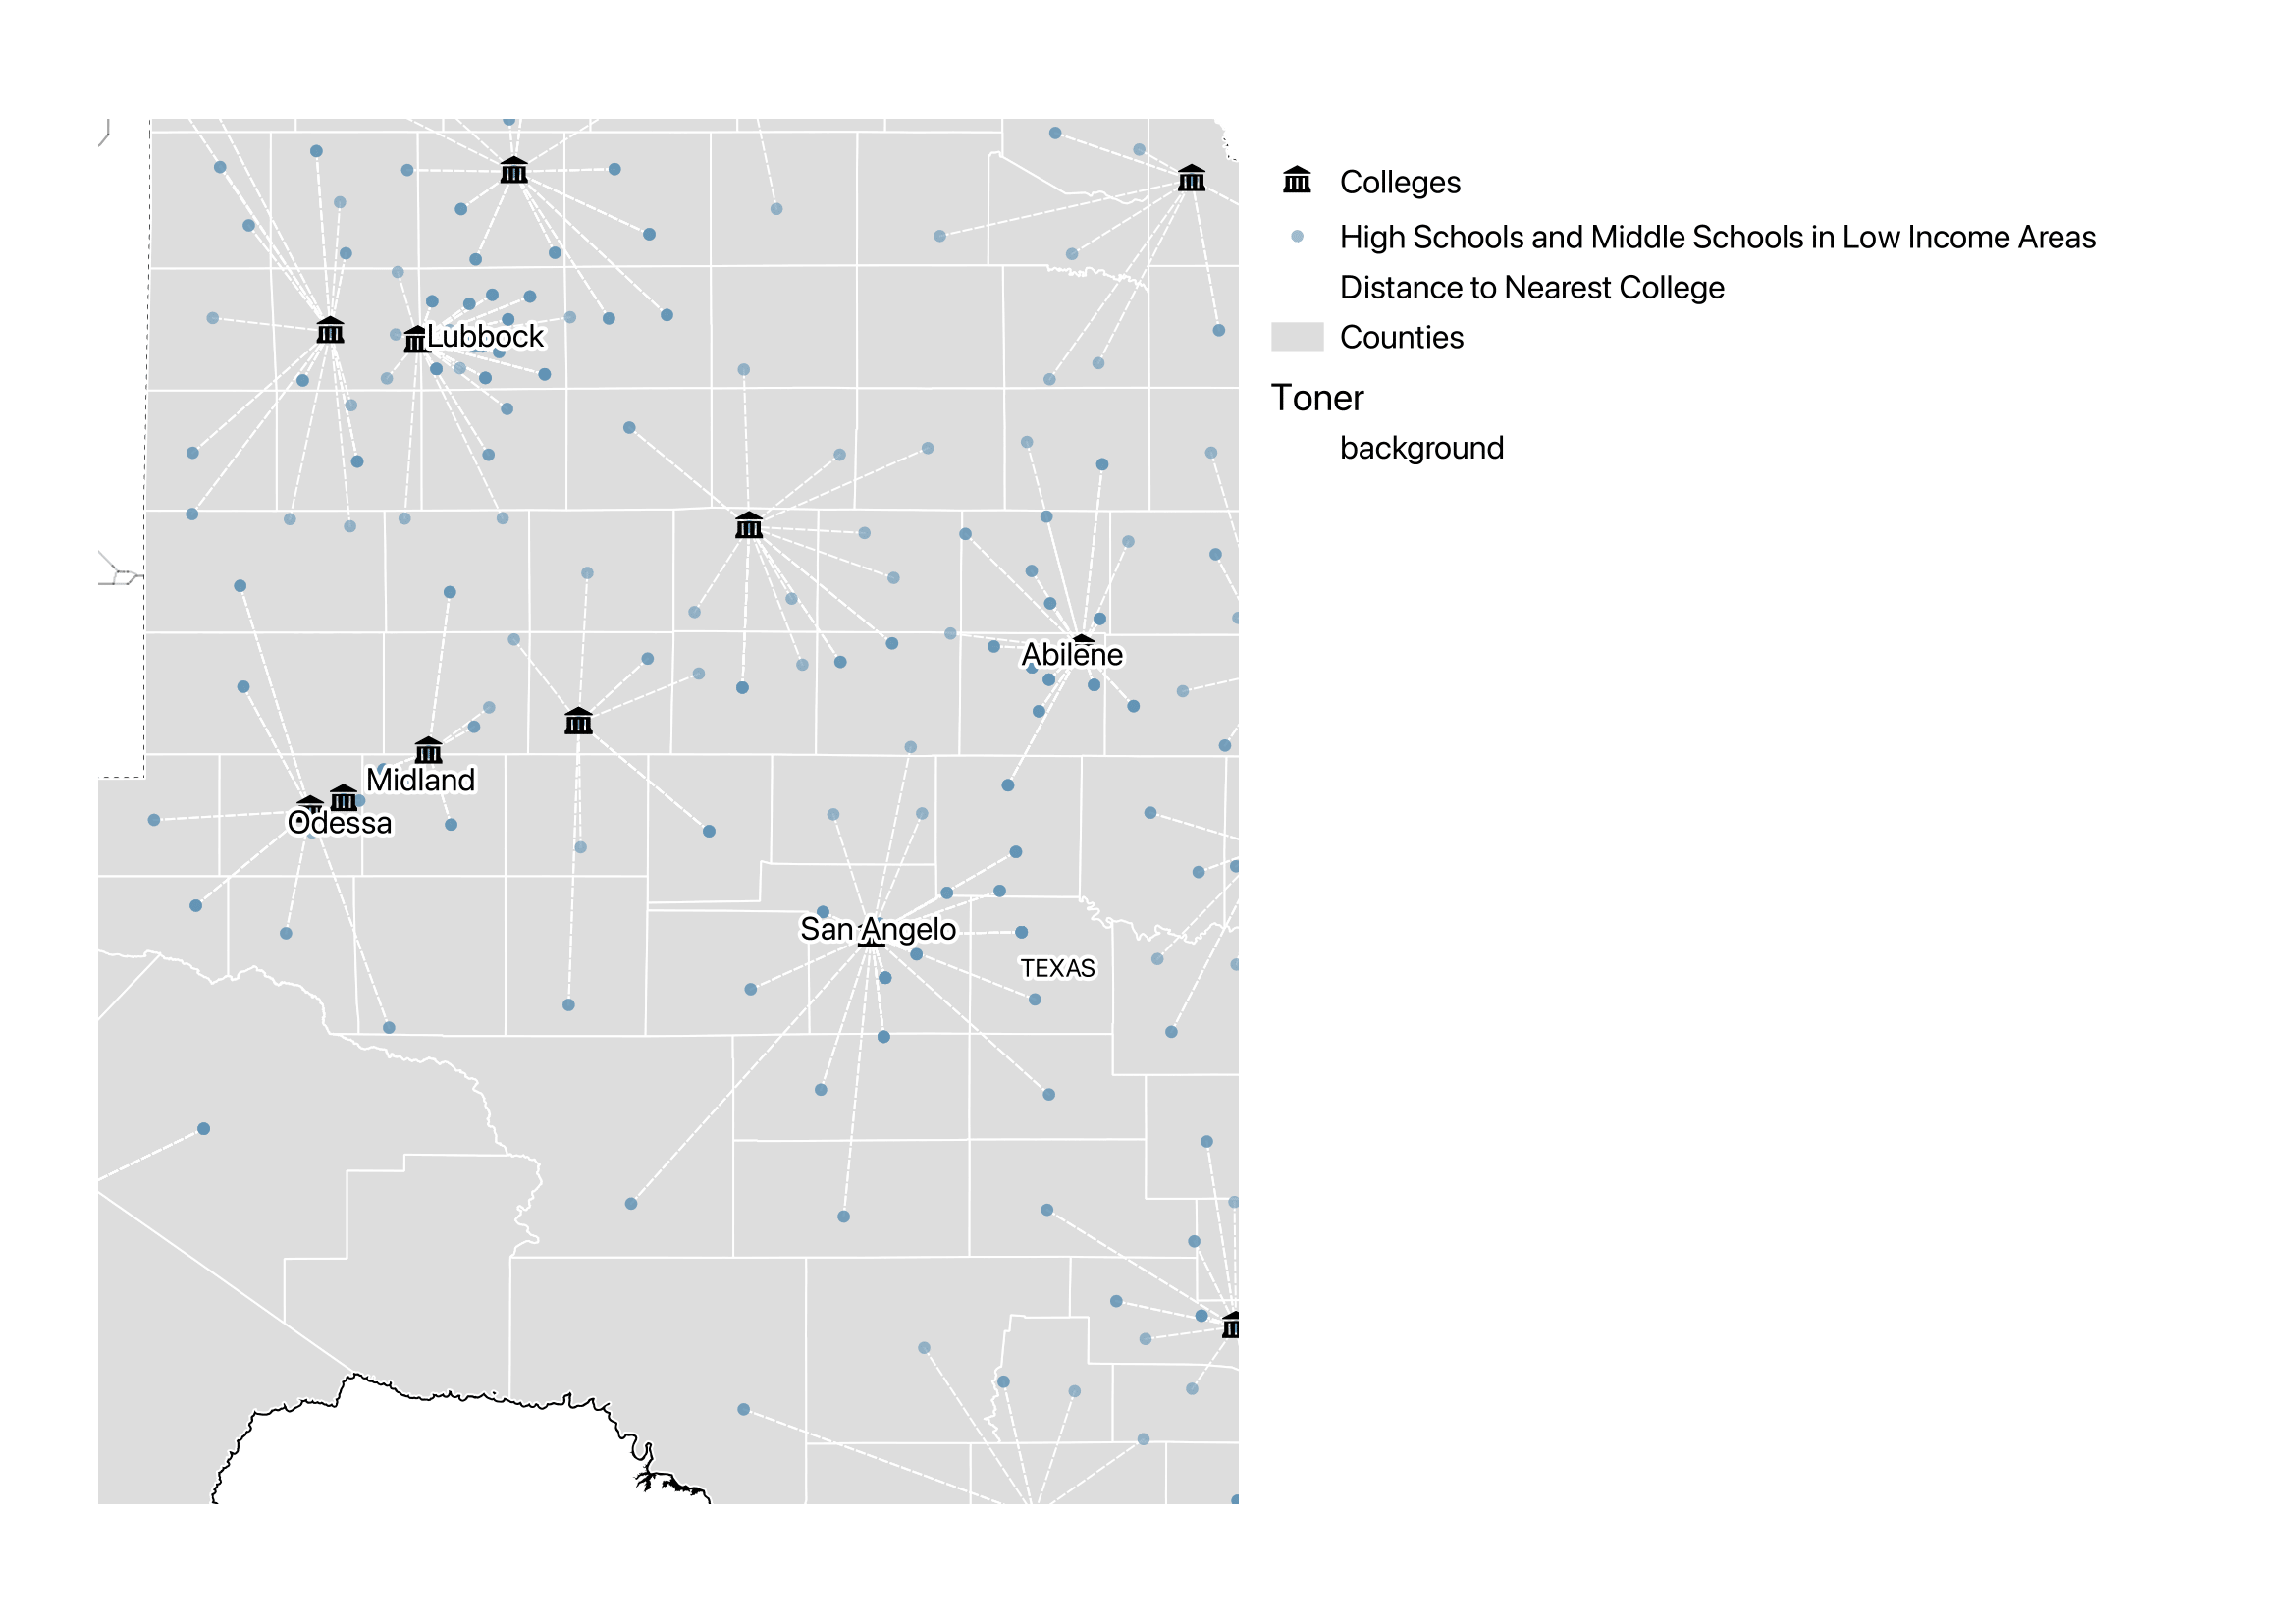 Colleges
High Schools and Middle Schools in Low Income Areas
Distance to Nearest College
Counties
Toner
background
Lubbock
Abilene
Midland
Odessa
San Angelo
TEXAS